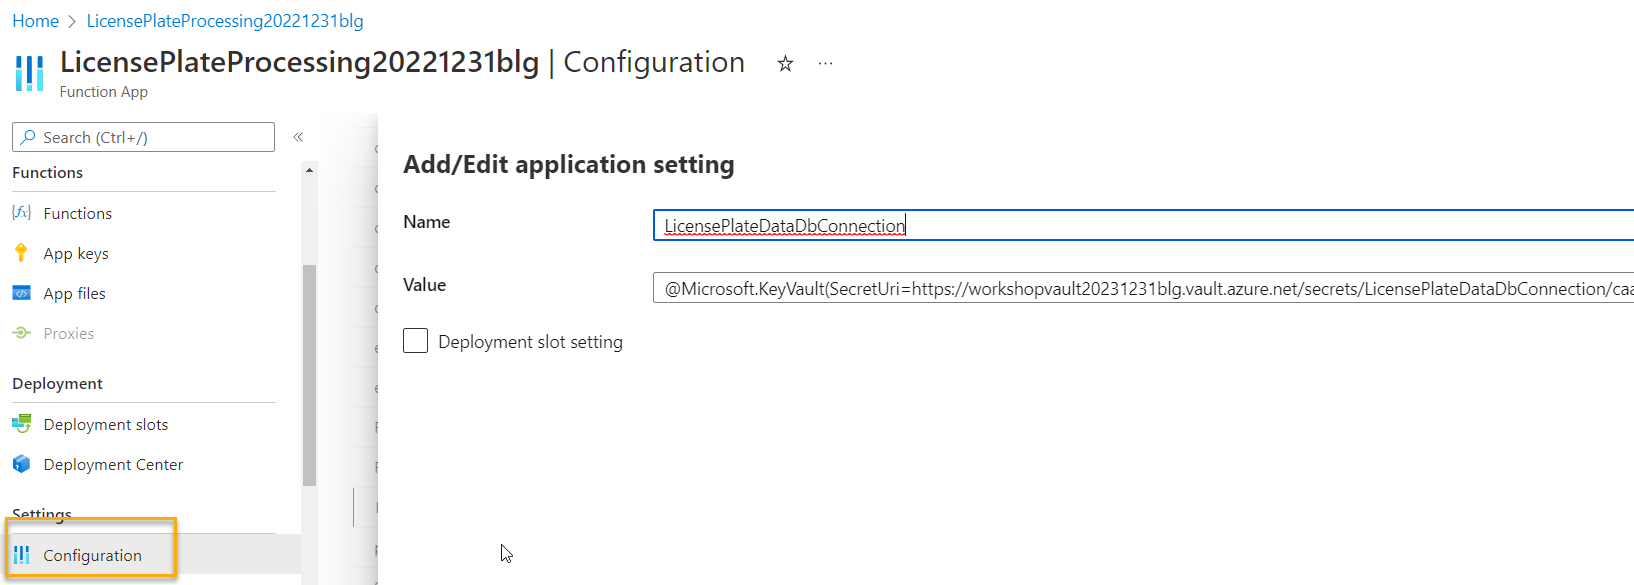 Home > LicensePlateProcessing20221231blg
LicensePlateProcessing20221231blg | Configuration ☆ ...
Function App
Search (Ctrl+/) «
Functions
Functions
App keys
App files
Proxies
Deployment
Deployment slots
Deployment Center
Settings
Configuration
Add/Edit application setting
Name LicensePlateDataDbConnection
Value @Microsoft.KeyVault(SecretUri=https://workshopvault20231231blg.vault.azure.net/secrets/LicensePlateDataDbConnection/caa
Deployment slot setting